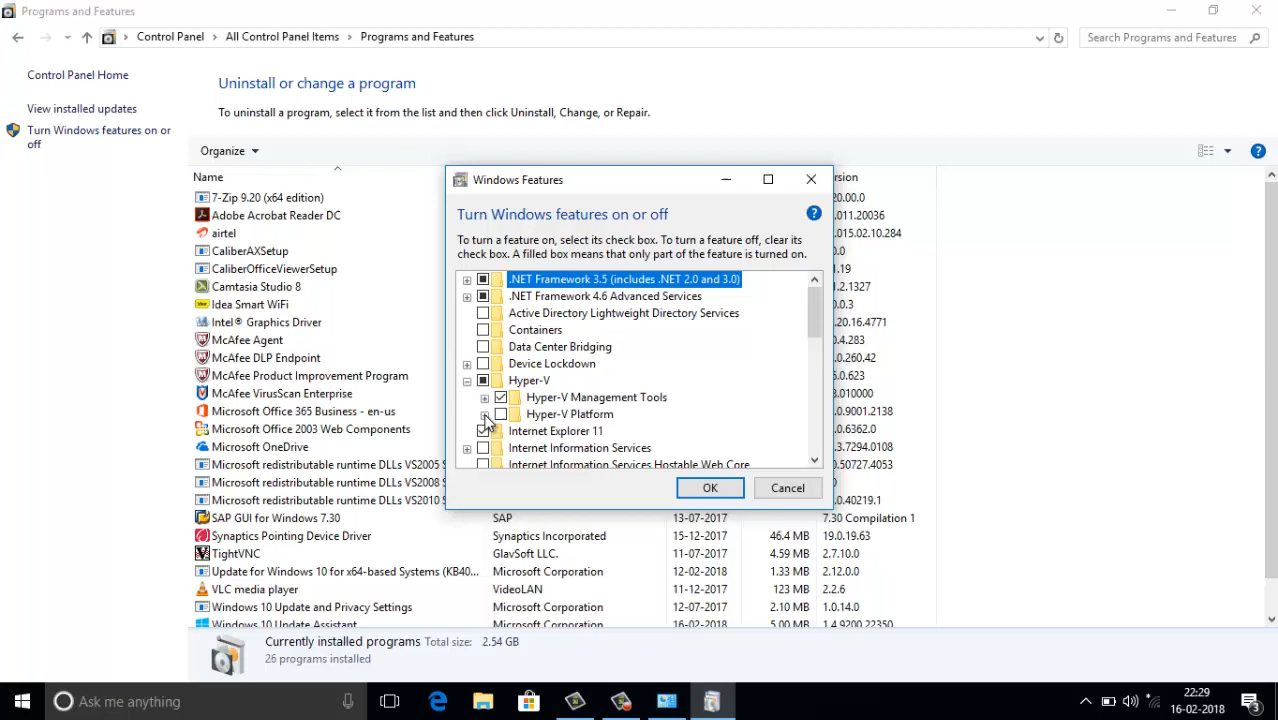 Programs and Features
Control Panel All Control Panel Items Programs and Features
Search Programs and Features
Control Panel Home
View installed updates
Turn Windows features on or
off
Uninstall or change a program
To uninstall a program, select it from the list and then click Uninstall, Change, or Repair.
Organize
Name
ersion
7-Zip 9.20 (x64 edition)
20.00.0
Adobe Acrobat Reader DC
.011.20036
airtel
.015.02.10.284
CaliberAXSetup
0.0
CaliberOfficeViewerSetup
.1.19
Camtasia Studio 8
.2.1327
Idea Smart WiFi
.0.0.3
Intel® Graphics Driver
.20.16.4771
McAfee Agent
.4.283
McAfee DLP Endpoint
.0.260.42
McAfee Product Improvement Program
.6.0.623
McAfee VirusScan Enterprise
.13.010000
Microsoft Office 365 Business - en-us
.0.9001.2138
Microsoft Office 2003 Web Components
.0.6362.0
Microsoft OneDrive
.3.7294.0108
Microsoft redistributable runtime DLLs VS2005
.50727.4053
Microsoft redistributable runtime DLLs VS2008
Microsoft redistributable runtime DLLs VS2010
.0.40219.1
SAP GUI for Windows 7.30 SAP 13-07-2017 7.30 Compilation 1
Synaptics Pointing Device Driver Synaptics Incorporated 15-12-2017 46.4 MB 19.0.19.63
TightVNC GlavSoft LLC. 11-07-2017 4.59 MB 2.7.10.0
Update for Windows 10 for x64-based Systems (KB40... Microsoft Corporation 12-02-2018 1.33 MB 2.12.0.0
VLC media player VideoLAN 11-12-2017 123 MB 2.2.6
Windows 10 Update and Privacy Settings Microsoft Corporation 12-07-2017 2.10 MB 1.0.14.0
Windows 10 Update Assistant Microsoft Corporation 16-02-2018 5.00 MB 1.4.9200.22350
Windows Features
Turn Windows features on or off
To turn a feature on, select its check box. To turn a feature off, clear its
check box. A filled box means that only part of the feature is turned on.
.NET Framework 3.5 (includes .NET 2.0 and 3.0)
.NET Framework 4.6 Advanced Services
Active Directory Lightweight Directory Services
Containers
Data Center Bridging
Device Lockdown
Hyper-V
Hyper-V Management Tools
Hyper-V Platform
Internet Explorer 11
Internet Information Services
Internet Information Services Hostable Web Core
OK Cancel
Currently installed programs Total size: 2.54 GB
26 programs installed
Ask me anything
22:29
16-02-2018
3